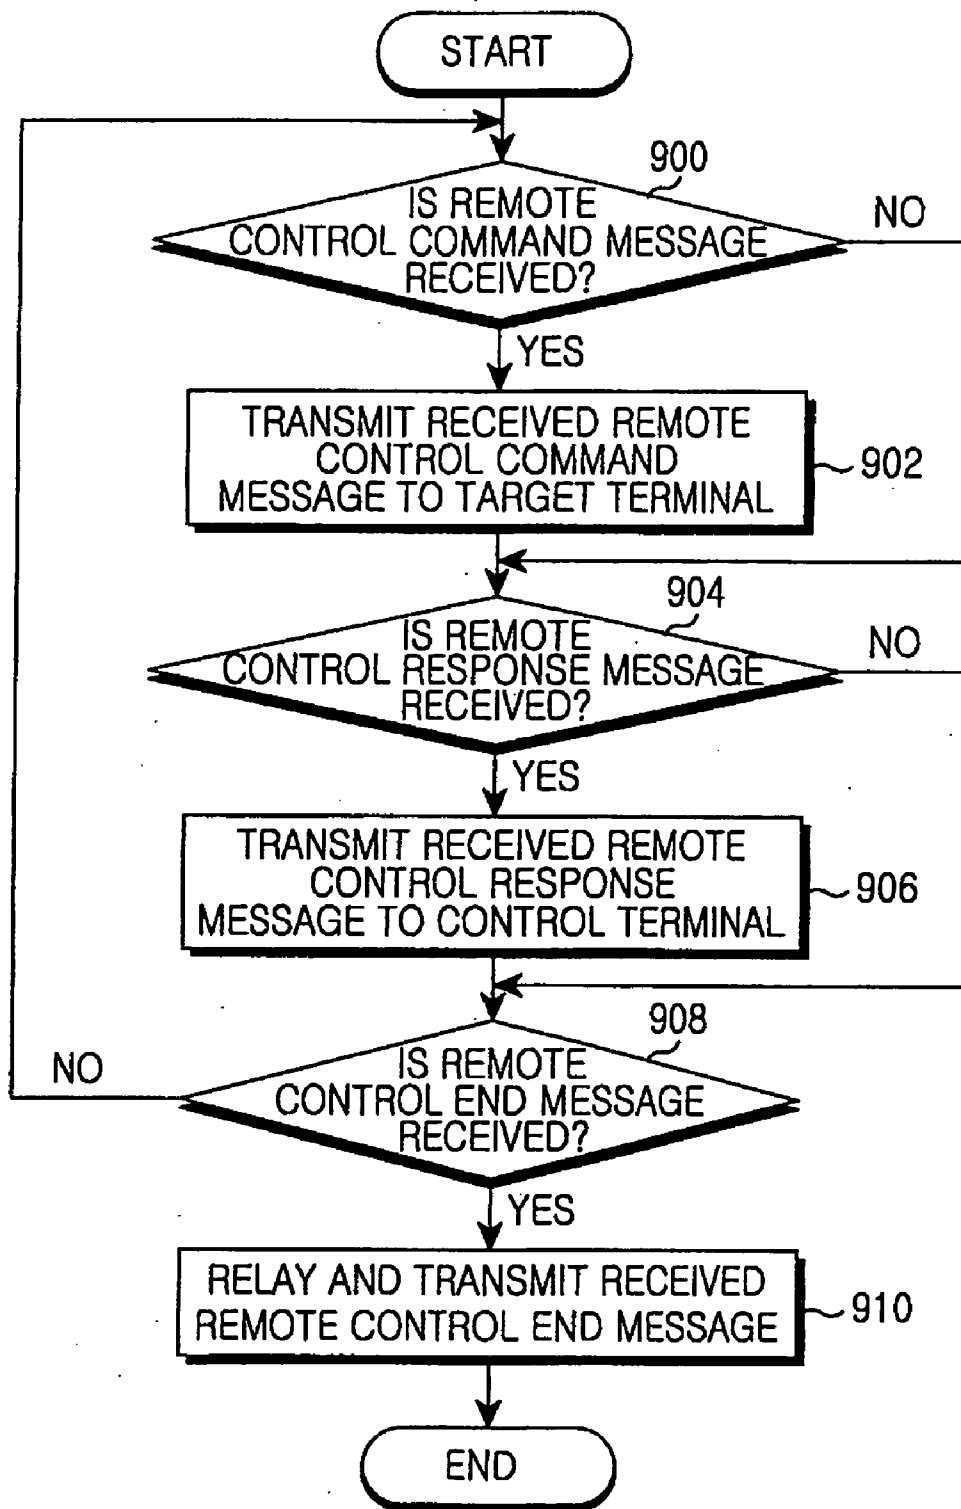 START
900
IS REMOTE
CONTROL COMMAND MESSAGE
RECEIVED?
NO
YES
TRANSMIT RECEIVED REMOTE
CONTROL COMMAND
MESSAGE TO TARGET TERMINAL
902
904
IS REMOTE
CONTROL RESPONSE MESSAGE
RECEIVED?
NO
YES
TRANSMIT RECEIVED REMOTE
CONTROL RESPONSE
MESSAGE TO CONTROL TERMINAL
906
908
IS REMOTE
CONTROL END MESSAGE
RECEIVED?
NO
YES
RELAY AND TRANSMIT RECEIVED
REMOTE CONTROL END MESSAGE
910
END